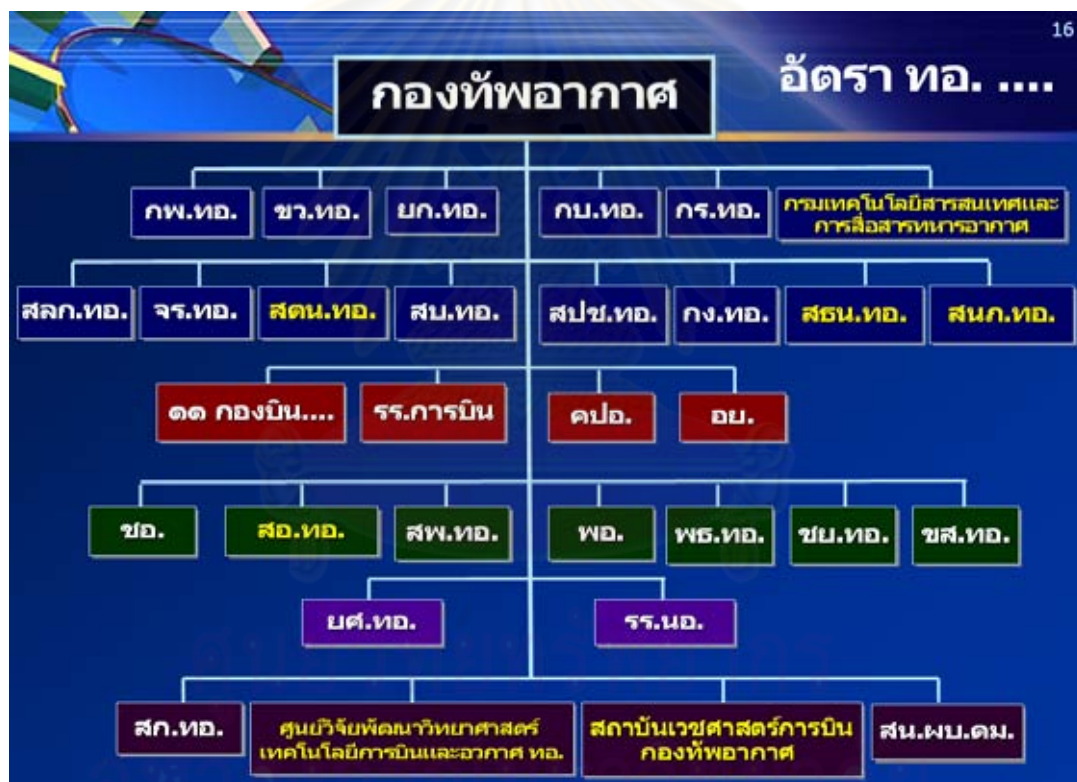 16
อัตรา ทอ. ....
กองทัพอากาศ
กพ.ทอ. ขว.ทอ. ยก.ทอ. กบ.ทอ. กร.ทอ. กรมเทคโนโลยีสารสนเทศและ
การสื่อสารทหารอากาศ
สลก.ทอ. จร.ทอ. สตน.ทอ. สบ.ทอ. สปช.ทอ. กง.ทอ. สธน.ทอ. สนภ.ทอ.
๑๑ กองบิน.... รร.การบิน คปอ. อย.
ชอ. สอ.ทอ. สพ.ทอ. พอ. พธ.ทอ. ชย.ทอ. ขส.ทอ.
ยศ.ทอ. รร.นอ.
สก.ทอ. ศูนย์วิจัยพัฒนาวิทยาศาสตร์
เทคโนโลยีการบินและอวกาศ ทอ.
สถาบันเวชศาสตร์การบิน
กองทัพอากาศ
สน.ผบ.ดม.